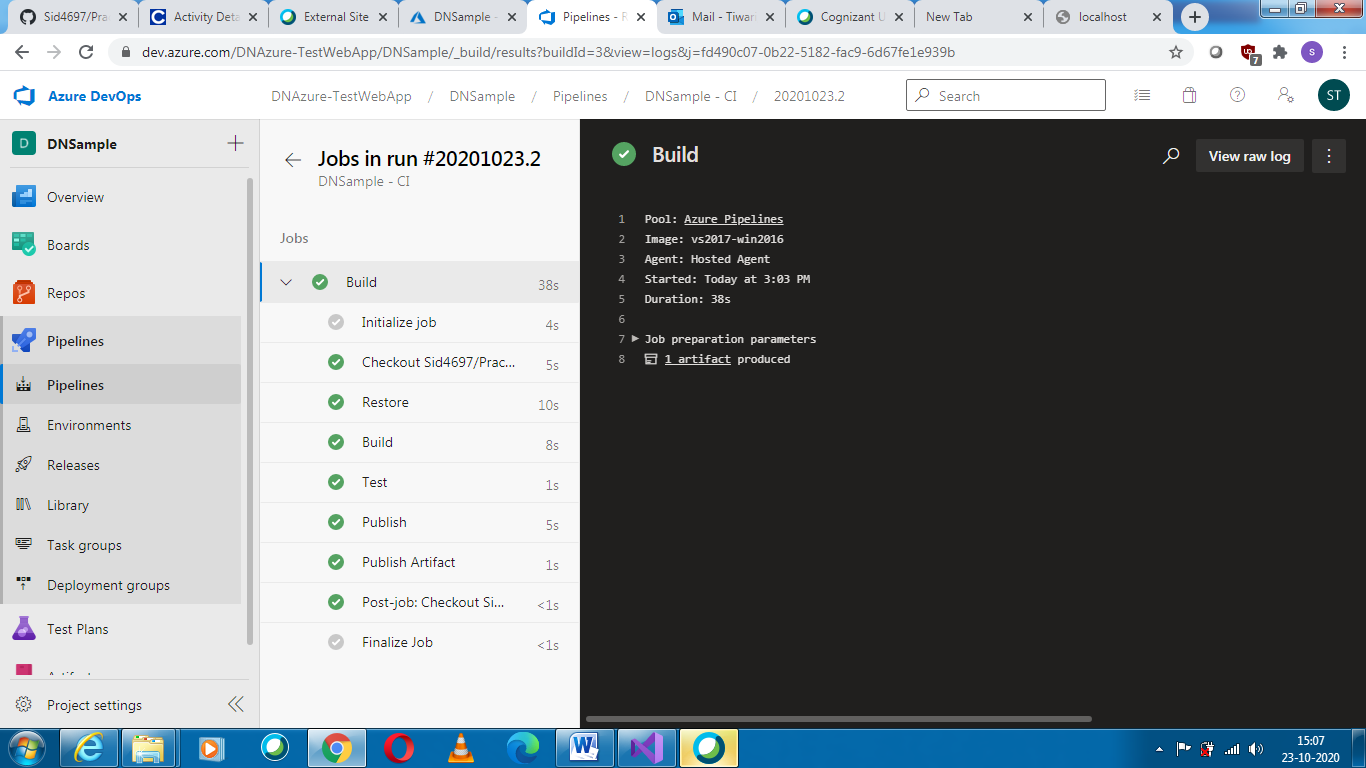 Sid4697/Prac
Activity Deta
External Site
DNSample -
Pipelines - R
Mail - Tiwar
Cognizant U
New Tab
localhost
dev.azure.com/DNAzure-TestWebApp/DNSample/_build/results?buildId=3&view=logs&j=fd490c07-0b22-5182-fac9-6d67fe1e939b
7
S
Azure DevOps
DNAzure-TestWebApp / DNSample / Pipelines / DNSample - CI / 20201023.2
Search
ST
D DNSample
Overview
Boards
Repos
Pipelines
Pipelines
Environments
Releases
Library
Task groups
Deployment groups
Test Plans
Project settings
Jobs in run #20201023.2
DNSample - CI
Jobs
Build 38s
Initialize job 4s
Checkout Sid4697/Prac... 5s
Restore 10s
Build 8s
Test 1s
Publish 5s
Publish Artifact 1s
Post-job: Checkout Si... <1s
Finalize Job <1s
Build
View raw log
1 Pool: Azure Pipelines
2 Image: vs2017-win2016
3 Agent: Hosted Agent
4 Started: Today at 3:03 PM
5 Duration: 38s
6
7 Job preparation parameters
8 1 artifact produced
15:07
23-10-2020